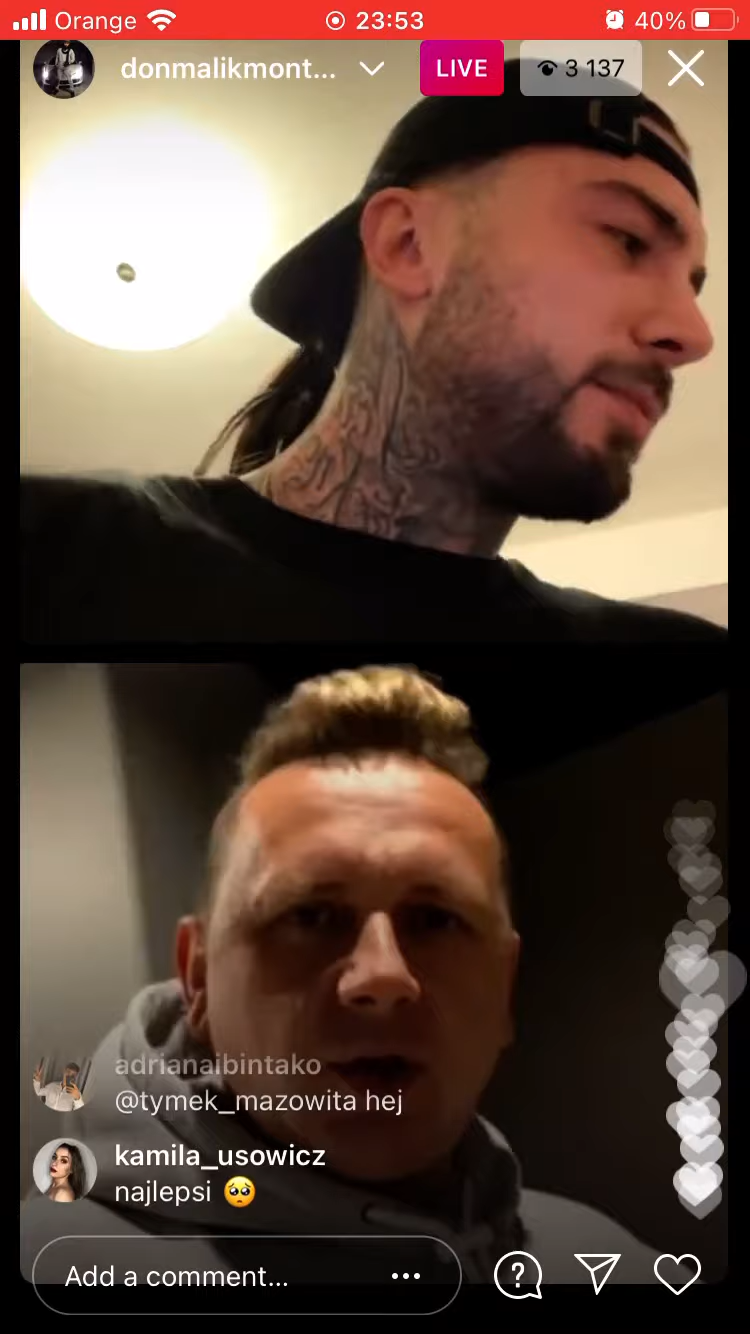 Orange 23:53 40%
donmalikmont... LIVE 3 137
adrianaibintako
@tymek_mazowita hej
kamila_usowicz
najlepsi 🥺
Add a comment...